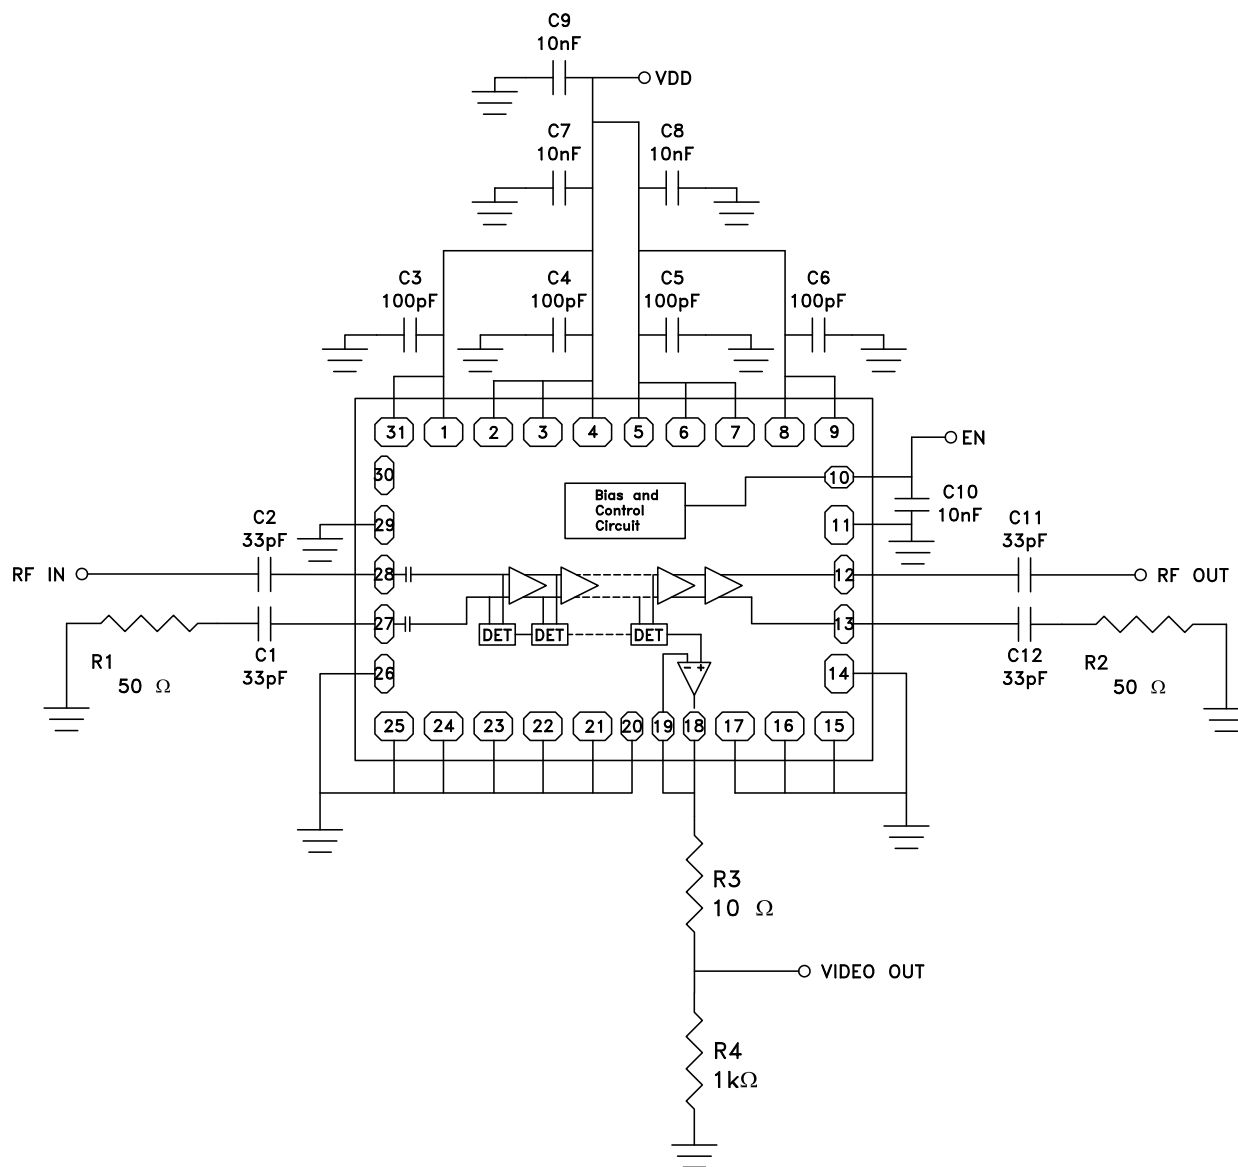 C9
10nF
VDD
C7
10nF
C8
10nF
C3
100pF
C4
100pF
C5
100pF
C6
100pF
31
1
2
3
4
5
6
7
8
9
EN
30
10
Bias and
Control
Circuit
C10
10nF
29
11
C2
33pF
C11
33pF
RF IN
28
12
RF OUT
27
13
DET
DET
DET
R1
50 Ω
C1
33pF
26
- +
14
C12
33pF
R2
50 Ω
25
24
23
22
21
20
19
18
17
16
15
R3
10 Ω
VIDEO OUT
R4
1kΩ